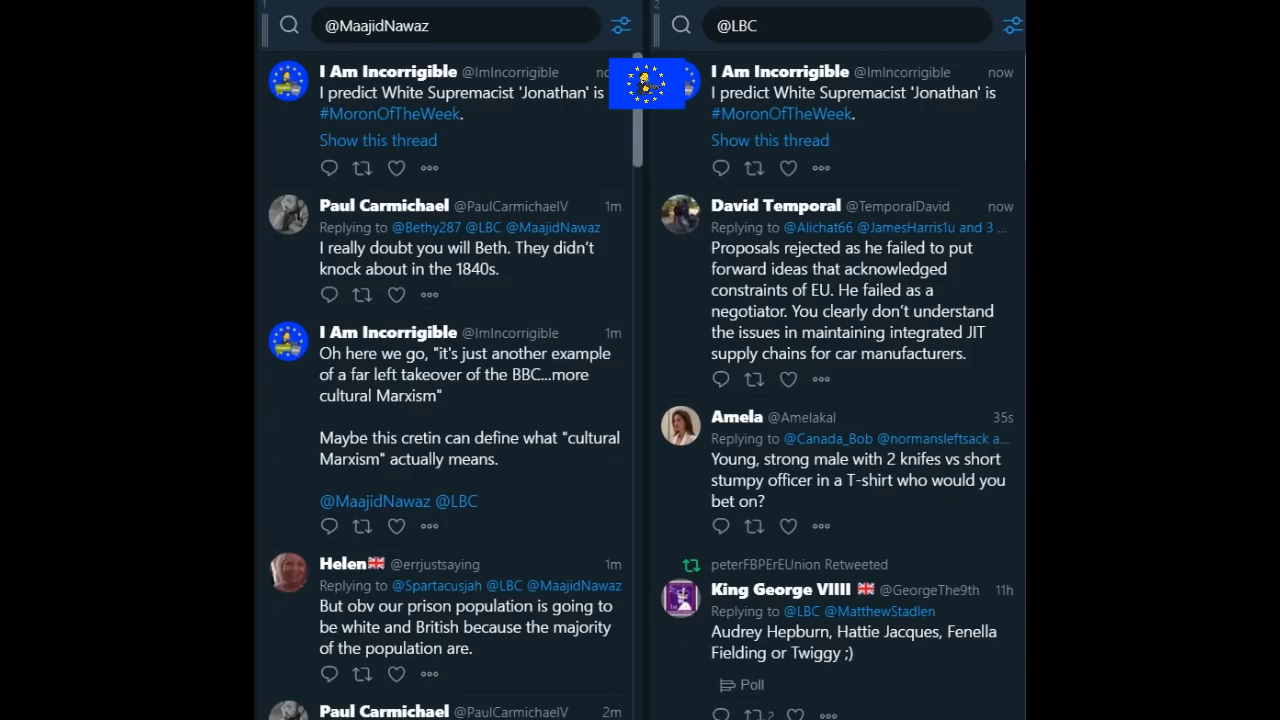 1
@MaajidNawaz
I Am Incorrigible @ImIncorrigible
I predict White Supremacist 'Jonathan' is
#MoronOfTheWeek.
Show this thread
Paul Carmichael @PaulCarmichaelV 1m
Replying to @Bethy287 @LBC @MaajidNawaz
I really doubt you will Beth. They didn’t
knock about in the 1840s.
I Am Incorrigible @ImIncorrigible 1m
Oh here we go, "it's just another example
of a far left takeover of the BBC...more
cultural Marxism"
Maybe this cretin can define what "cultural
Marxism" actually means.
@MaajidNawaz @LBC
Helen🇬🇧 @errjustsaying 1m
Replying to @Spartacusjah @LBC @MaajidNawaz
But obv our prison population is going to
be white and British because the majority
of the population are.
Paul Carmichael @PaulCarmichaelV 2m
2
@LBC
I Am Incorrigible @ImIncorrigible now
I predict White Supremacist 'Jonathan' is
#MoronOfTheWeek.
Show this thread
David Temporal @TemporalDavid now
Replying to @Alichat66 @JamesHarris1u and 3 ...
Proposals rejected as he failed to put
forward ideas that acknowledged
constraints of EU. He failed as a
negotiator. You clearly don’t understand
the issues in maintaining integrated JIT
supply chains for car manufacturers.
Amela @Amelakal 35s
Replying to @Canada_Bob @normansleftsack a...
Young, strong male with 2 knifes vs short
stumpy officer in a T-shirt who would you
bet on?
peterFBPErEUnion Retweeted
King George VIIII 🇬🇧 @GeorgeThe9th 11h
Replying to @LBC @MatthewStadlen
Audrey Hepburn, Hattie Jacques, Fenella
Fielding or Twiggy ;)
Poll
2